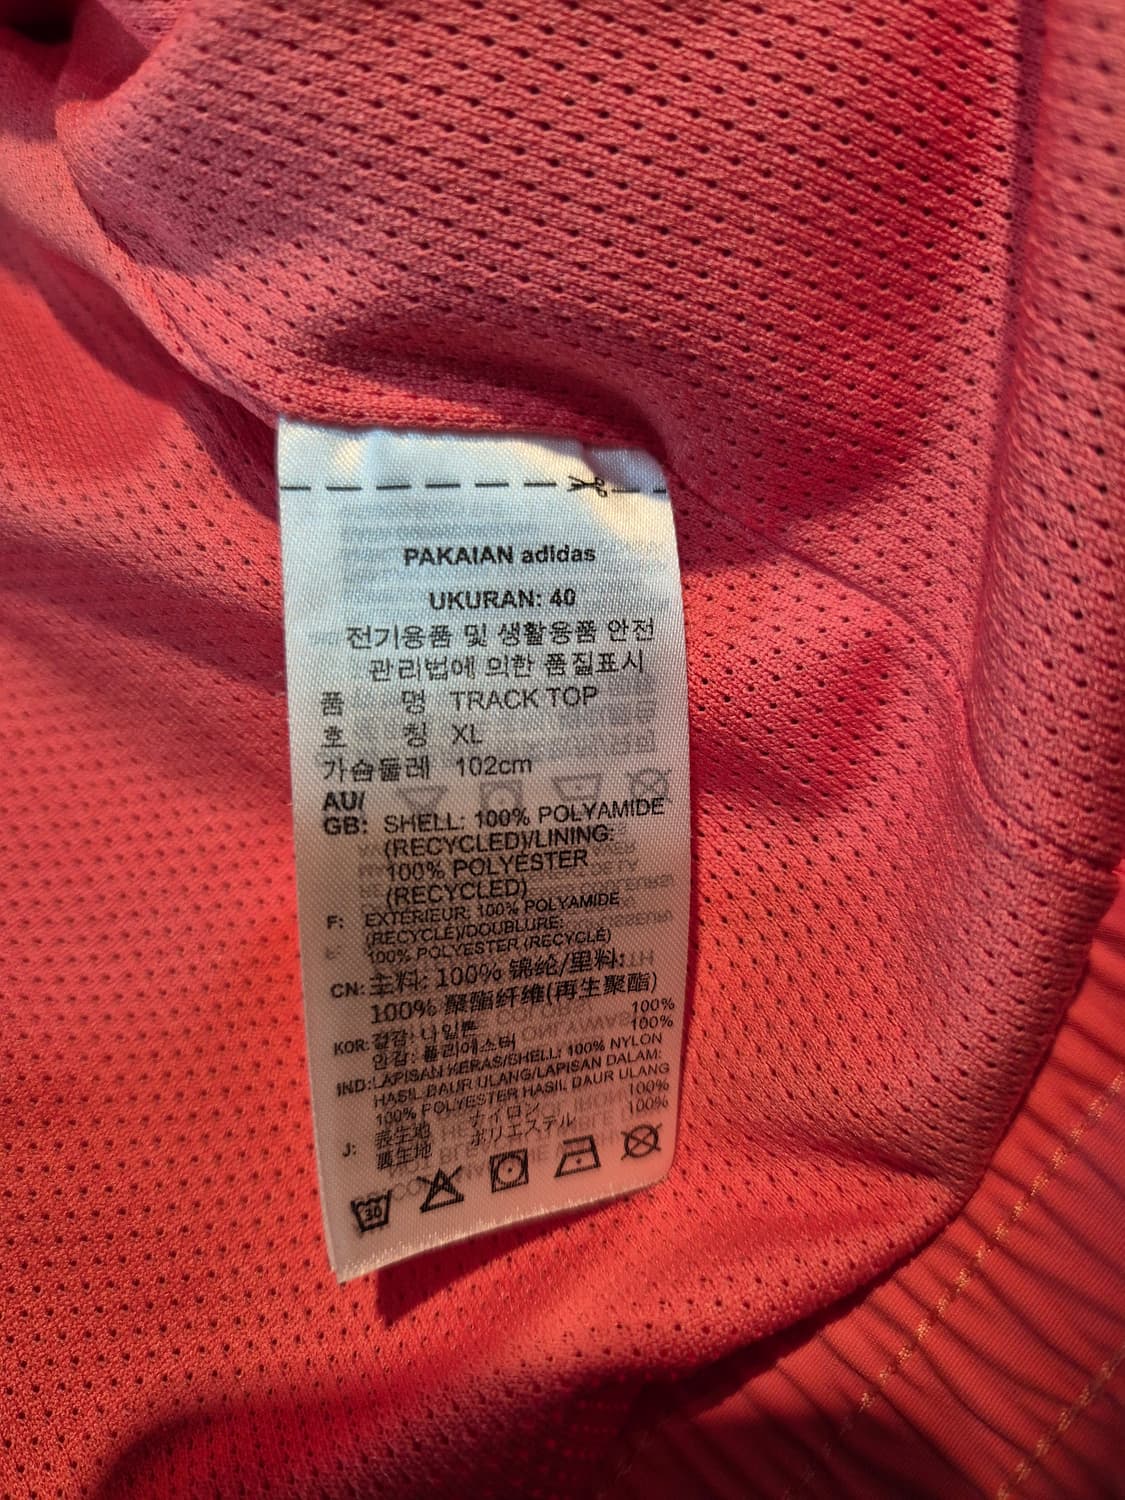 PAKAIAN adidas
UKURAN: 40
전기용품 및 생활용품 안전
관리법에 의한 품질표시
품 명 TRACK TOP
호 칭 XL
가슴둘레 102cm
AU/
GB: SHELL: 100% POLYAMIDE
(RECYCLED)/LINING:
100% POLYESTER
(RECYCLED)
F: EXTÉRIEUR: 100% POLYAMIDE
(RECYCLÉ)/DOUBLURE:
100% POLYESTER (RECYCLÉ)
CN: 主料: 100% 锦纶/里料:
100% 聚酯纤维(再生聚酯)
KOR: 겉감: 나일론 100%
안감: 폴리에스버 100%
IND: LAPISAN KERAS/SHELL: 100% NYLON
HASIL DAUR ULANG/LAPISAN DALAM:
100% POLYESTER HASIL DAUR ULANG
J: 表生地 ナイロン 100%
裏生地 ポリエステル 100%
30